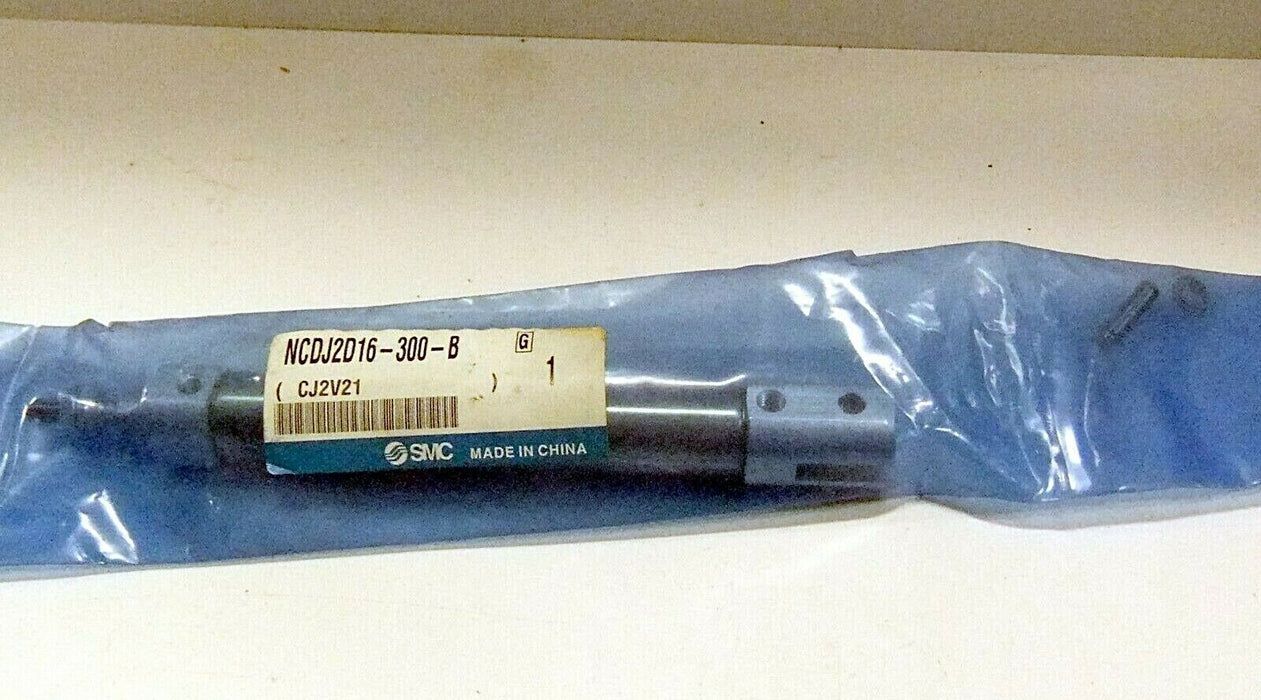 NCDJ2D16-300-B G
( CJ2V21 ) 1
SMC MADE IN CHINA